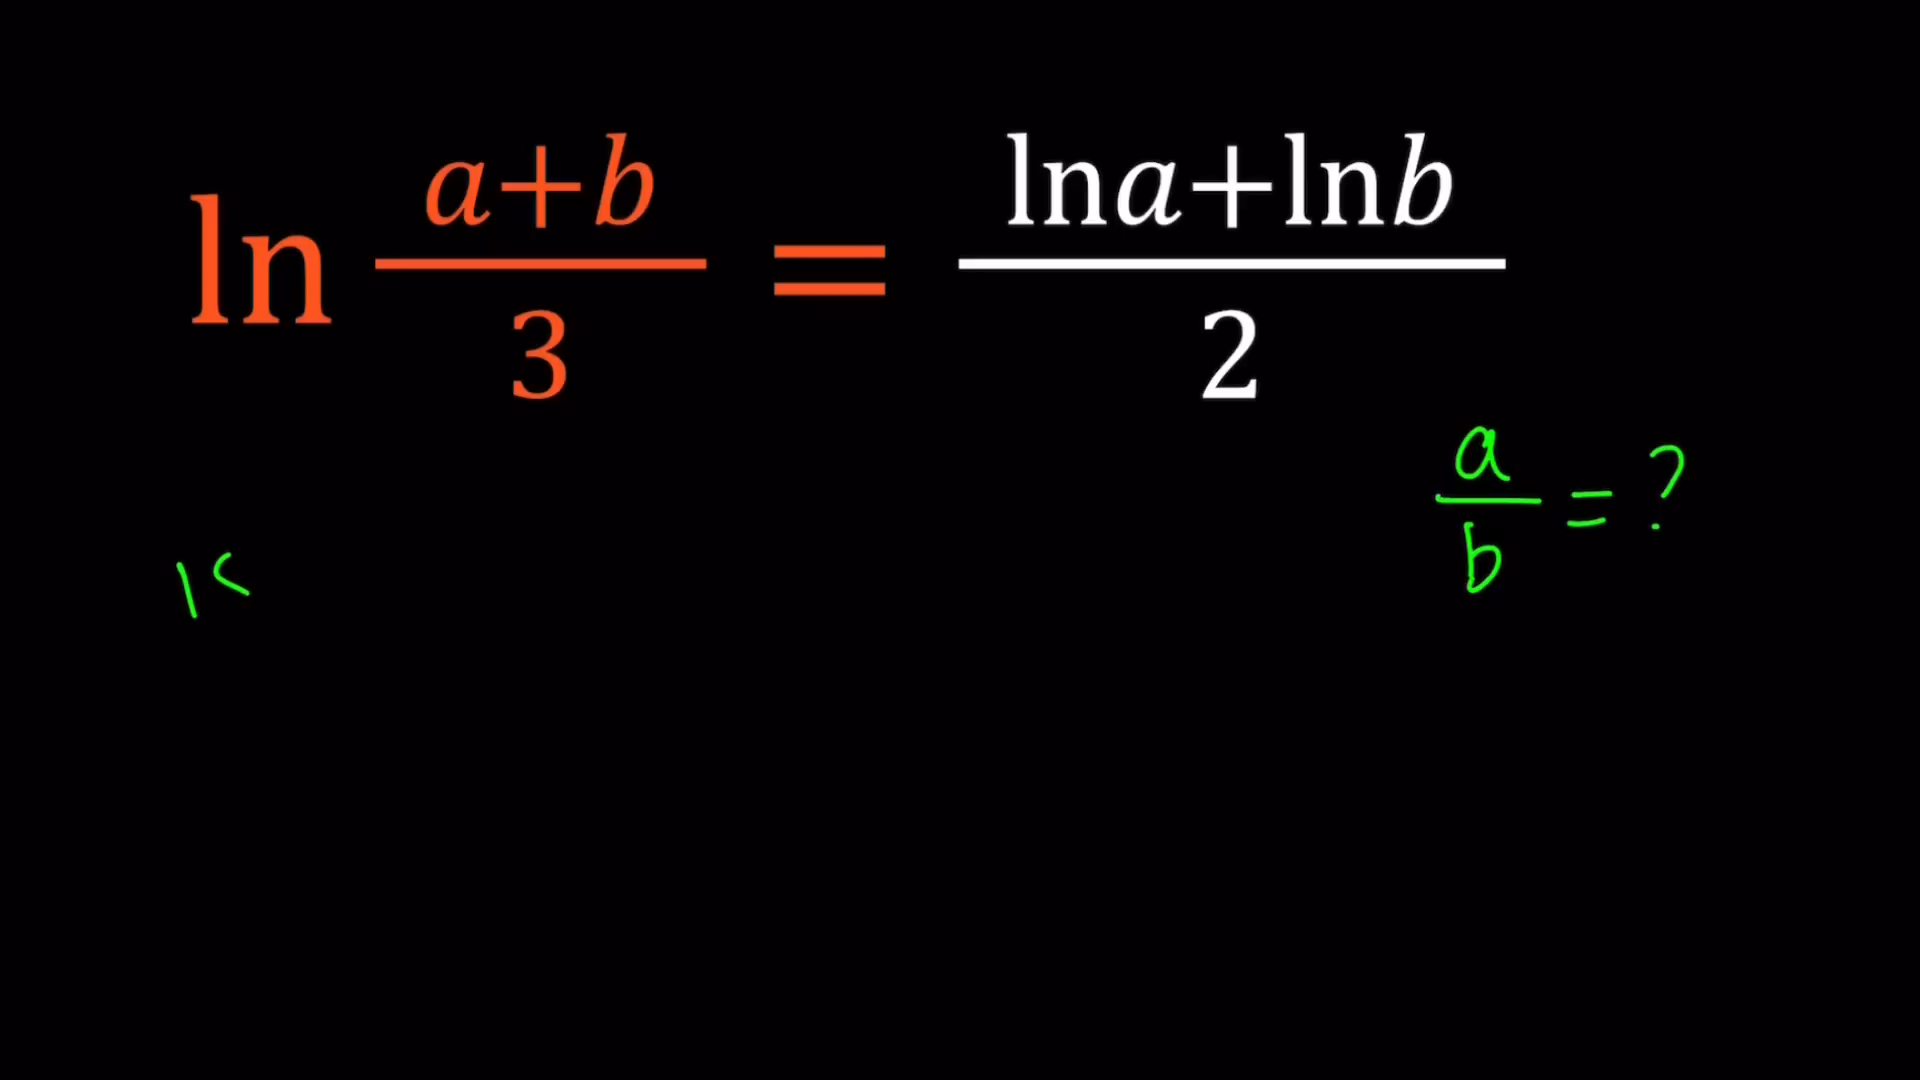 ln (a+b)/3 = (lna+lnb)/2
a/b = ?